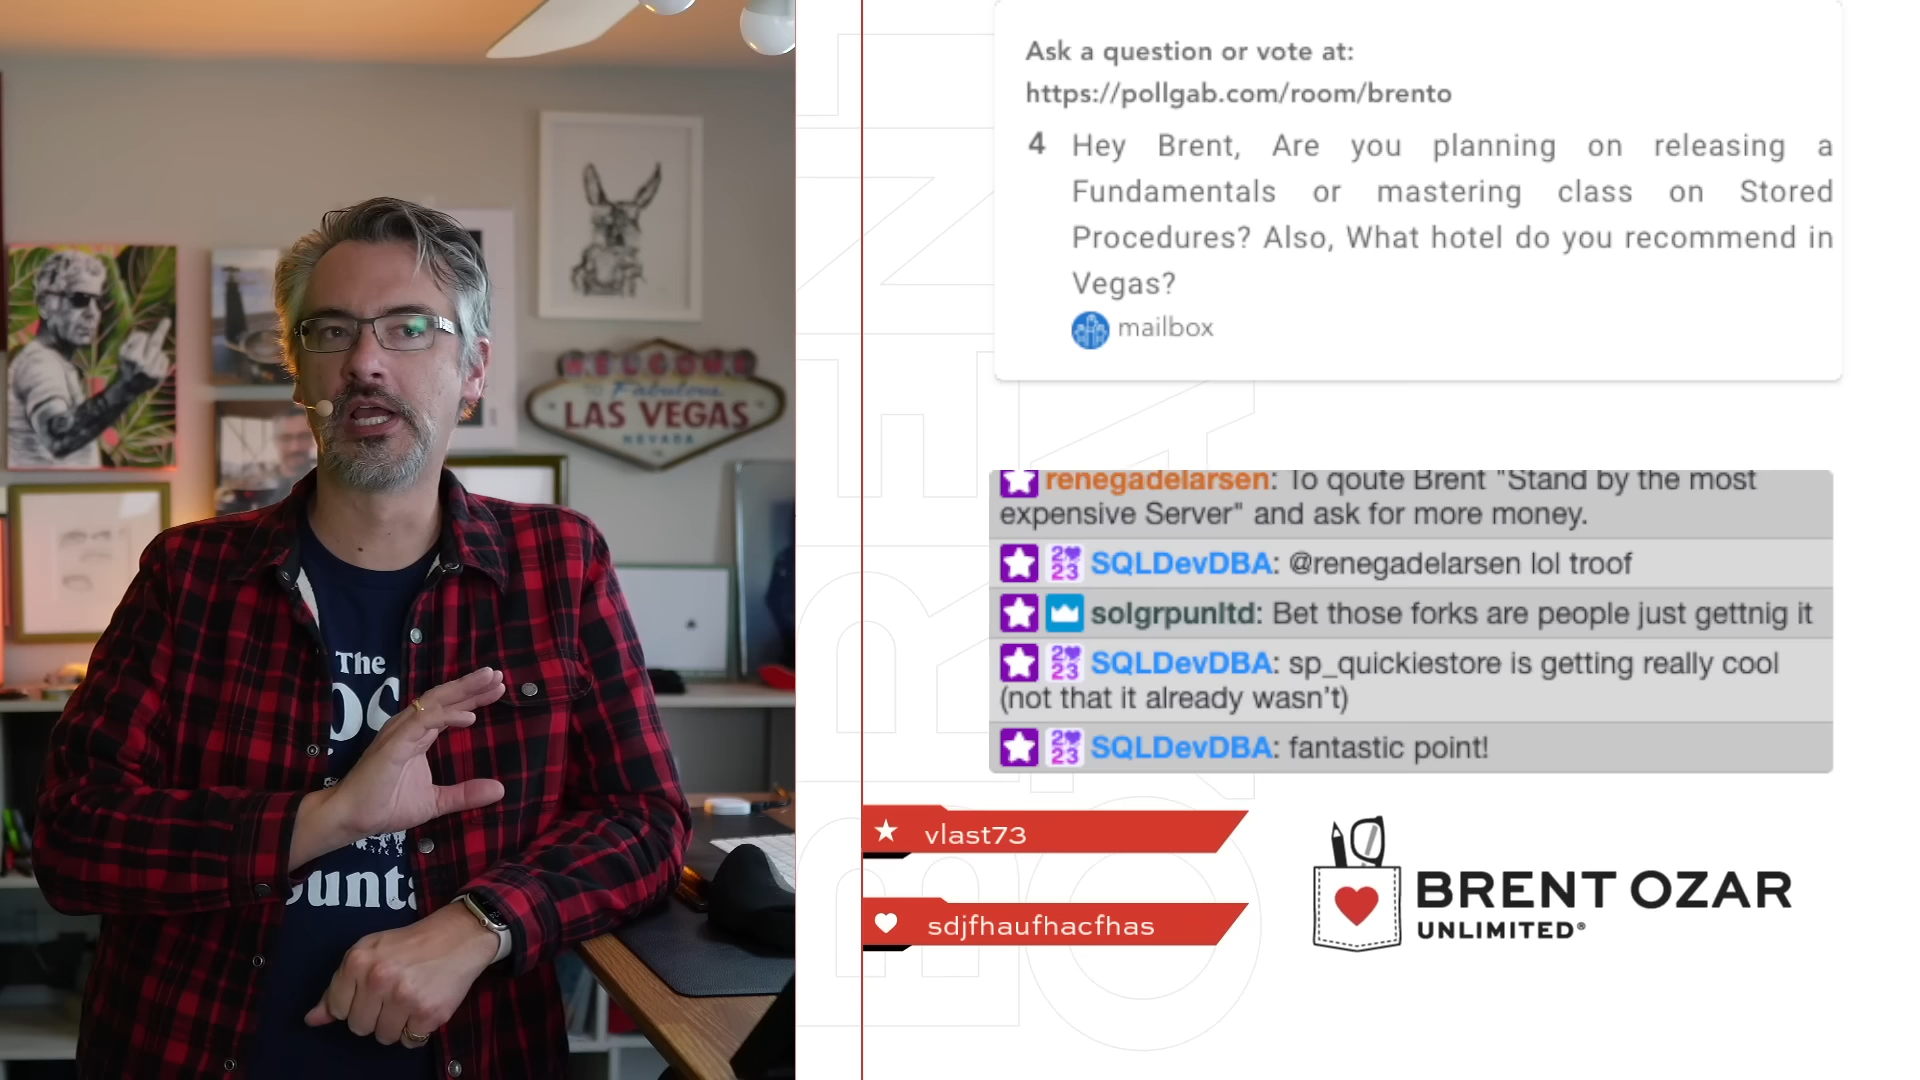 Ask a question or vote at:
https://pollgab.com/room/brento
4 Hey Brent, Are you planning on releasing a
Fundamentals or mastering class on Stored
Procedures? Also, What hotel do you recommend in
Vegas?
mailbox
WELCOME
TO Fabulous
LAS VEGAS
NEVADA
The
unta
renegadelarsen: To qoute Brent "Stand by the most
expensive Server" and ask for more money.
SQLDevDBA: @renegadelarsen lol troof
solgrpunltd: Bet those forks are people just gettnig it
SQLDevDBA: sp_quickiestore is getting really cool
(not that it already wasn't)
SQLDevDBA: fantastic point!
vlast73
sdjfhaufhacfhas
BRENT OZAR
UNLIMITED®